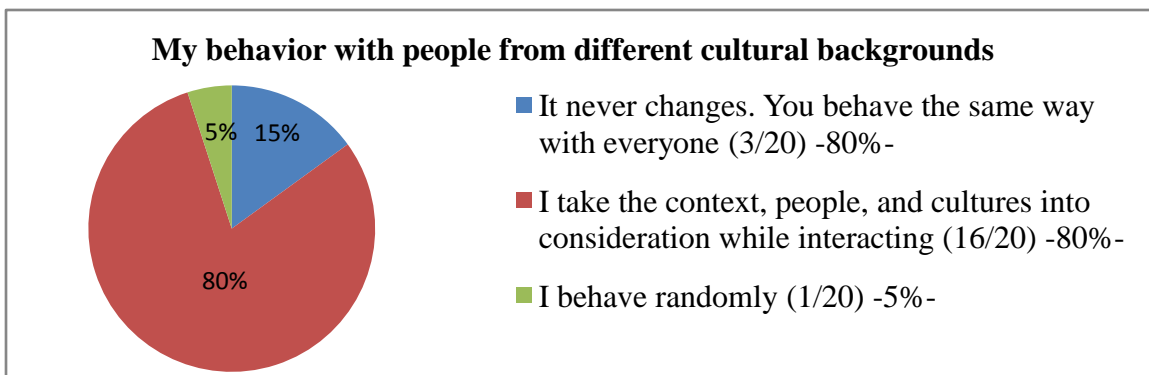 My behavior with people from different cultural backgrounds
5%
15%
80%
It never changes. You behave the same way
with everyone (3/20) -80%-
I take the context, people, and cultures into
consideration while interacting (16/20) -80%-
I behave randomly (1/20) -5%-